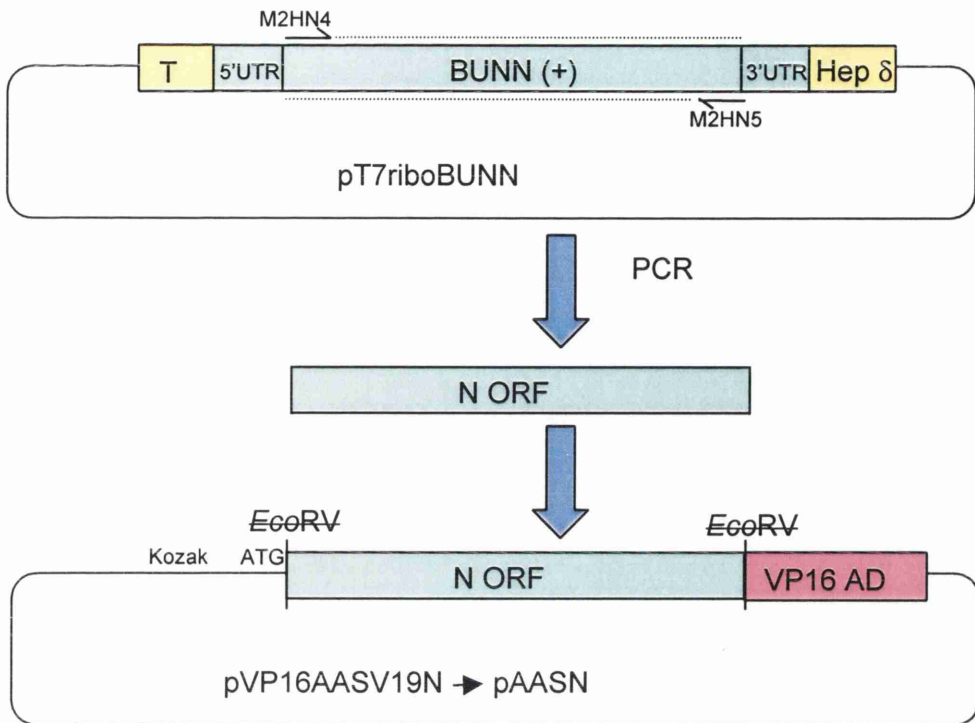 M2HN4
T 5'UTR BUNN (+) 3'UTR Hep δ
M2HN5
pT7riboBUNN
PCR
N ORF
EcoRV EcoRV
Kozak ATG N ORF VP16 AD
pVP16AASV19N → pAASN